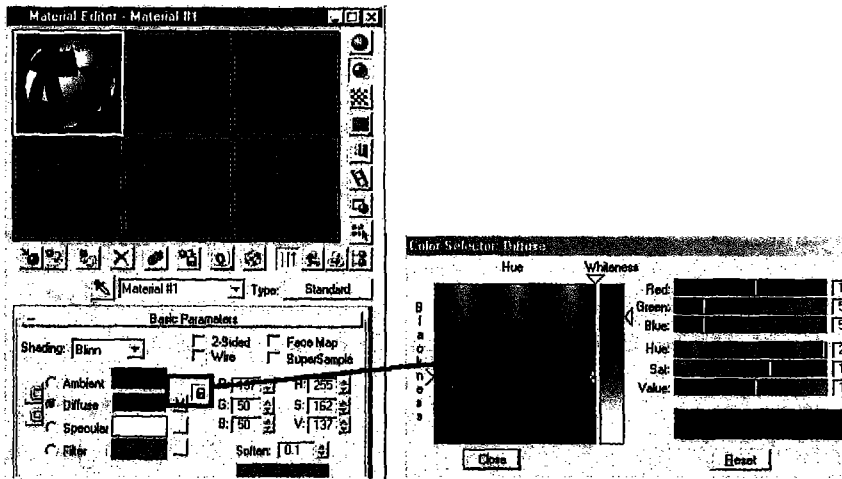 Material Editor - Material #1
Material #1
Type:
Standard
Basic Parameters
Shading: Blinn
2-Sided
Face Map
Wire
SuperSample
Ambient
Diffuse
Specular
Filter
R: 137
H: 255
G: 50
S: 162
B: 50
V: 137
Soften: 0.1
Color Selector: Diffuse
Hue
Whiteness
Blackness
Red:
Green:
Blue:
Hue:
Sat:
Value:
Close
Reset